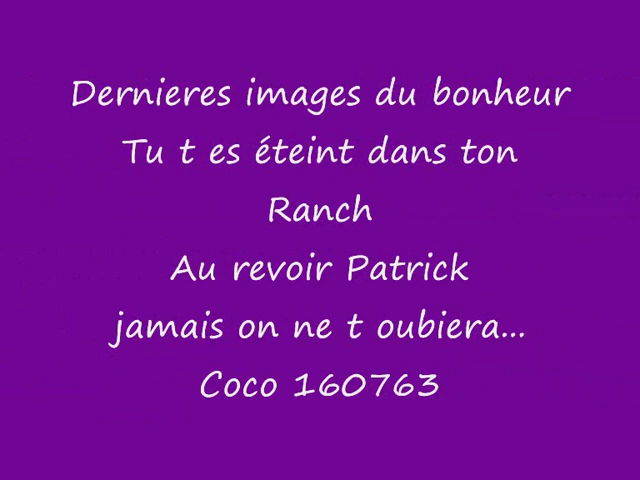 Dernieres images du bonheur
Tu t es éteint dans ton
Ranch
Au revoir Patrick
jamais on ne t oubiera...
Coco 160763